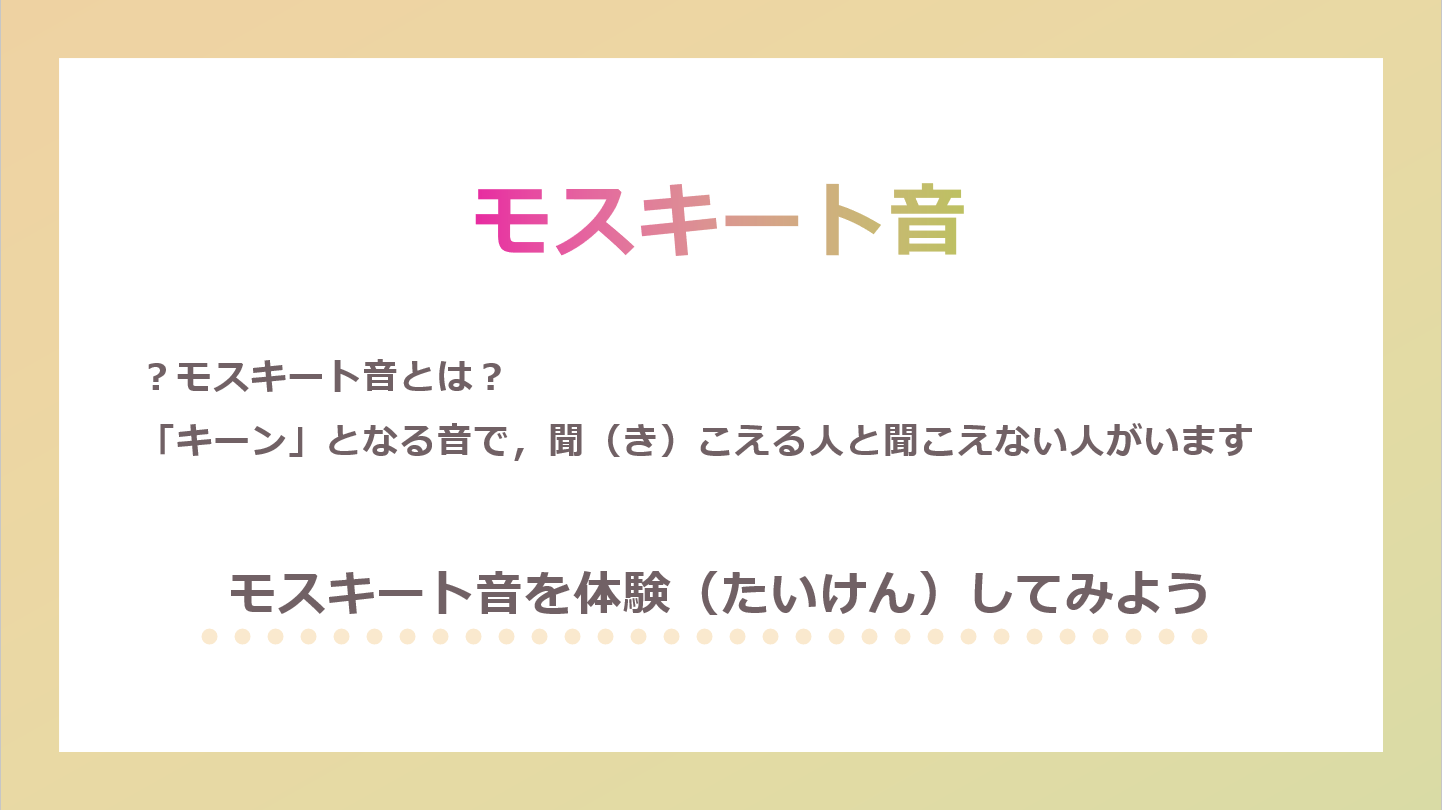 モスキート音
？モスキート音とは？
「キーン」となる音で，聞（き）こえる人と聞こえない人がいます
モスキート音を体験（たいけん）してみよう